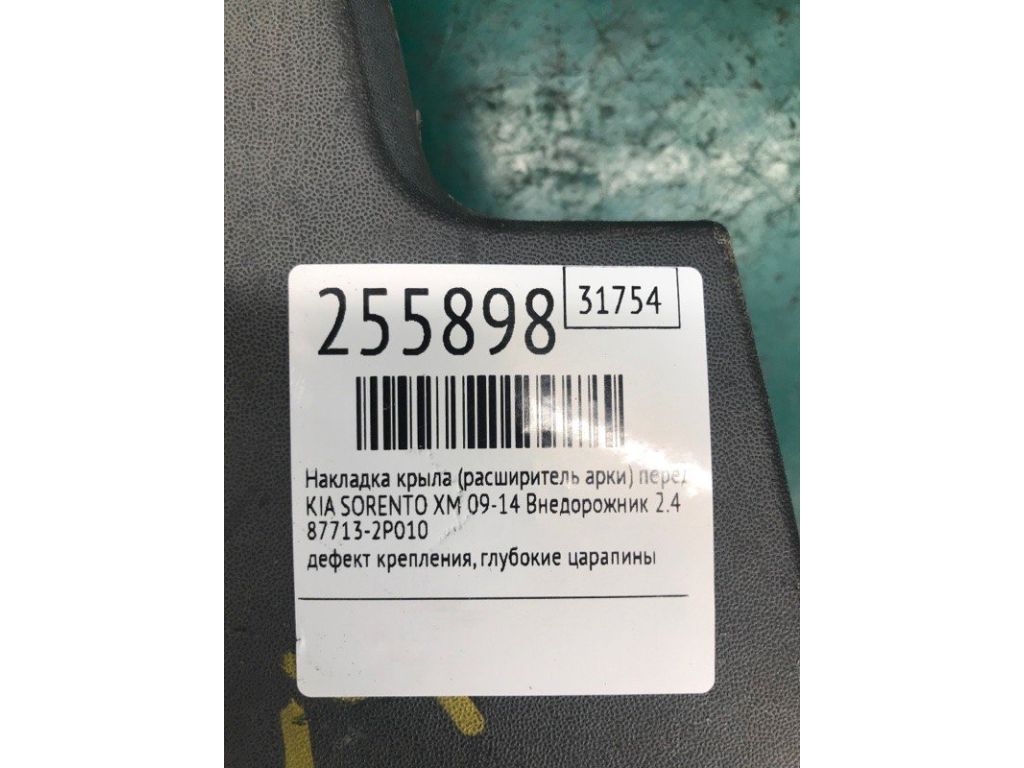 255898
31754
Накладка крыла (расширитель арки) перед
KIA SORENTO XM 09-14 Внедорожник 2.4
87713-2P010
дефект крепления, глубокие царапины